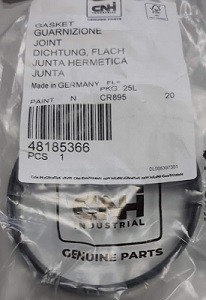 CNH
FSC
GASKET
GUARNIZIONE
JOINT
DICHTUNG, FLACH
JUNTA HERMETICA
JUNTA
Made in GERMANY
PKG. 25L
PAINT N CR895 20
48185366
PCS 1
CNH
INDUSTRIAL
GENUINE PARTS